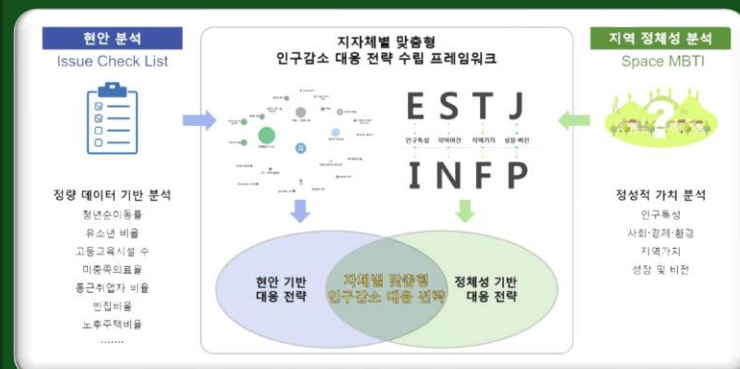 현안 분석
Issue Check List
정량 데이터 기반 분석
청년순이동률
유소년 비율
고등교육시설 수
미충족의료율
통근취업자 비율
빈집비율
노후주택비율
.......
지자체별 맞춤형
인구감소 대응 전략 수립 프레임워크
E S T J
인구특성 지역여건 지역가치 성장·비전
I N F P
현안 기반
대응 전략
자체별 맞춤형
인구감소 대응 전략
정체성 기반
대응 전략
지역 정체성 분석
Space MBTI
?
정성적 가치 분석
인구특성
사회·경제·환경
지역가치
성장 및 비전